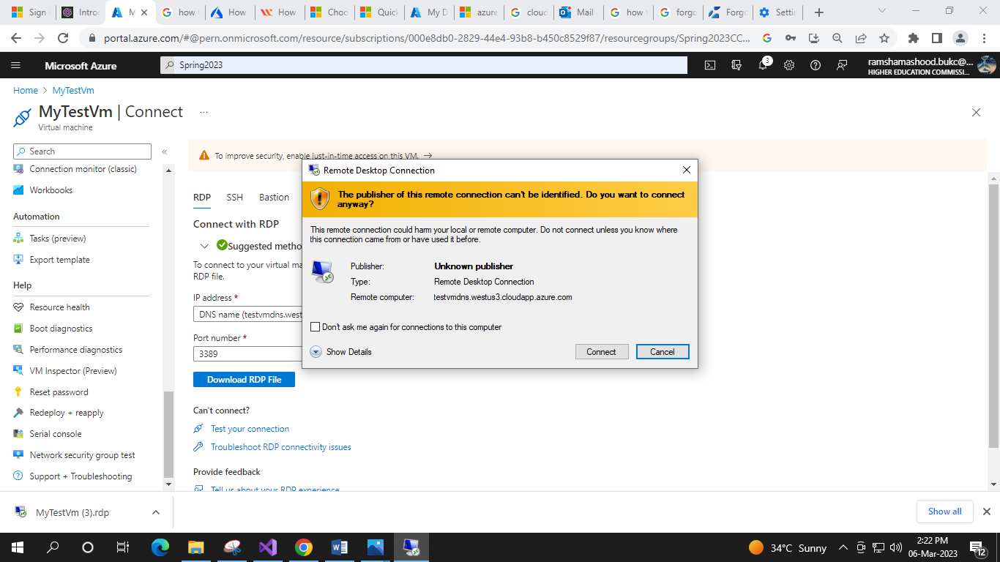 Sign
Introd
M
how t
How
How
Choo
Quick
My D
azure
cloud
Mail
how t
forgo
Forgo
Settin
portal.azure.com/#@pern.onmicrosoft.com/resource/subscriptions/000e8db0-2829-44e4-93b8-b450c8529f87/resourcegroups/Spring2023CC...
Microsoft Azure
Spring2023
3
ramshamashood.bukc@...
HIGHER EDUCATION COMMISSI...
Home > MyTestVm
MyTestVm | Connect ...
Virtual machine
Search
«
Connection monitor (classic)
Workbooks
Automation
Tasks (preview)
Export template
Help
Resource health
Boot diagnostics
Performance diagnostics
VM Inspector (Preview)
Reset password
Redeploy + reapply
Serial console
Network security group test
Support + Troubleshooting
To improve security, enable just-in-time access on this VM. →
RDP SSH Bastion
Connect with RDP
Suggested metho
To connect to your virtual ma
RDP file.
IP address *
DNS name (testvmdns.west
Port number *
3389
Download RDP File
Can't connect?
Test your connection
Troubleshoot RDP connectivity issues
Provide feedback
Tell us about your RDP experience
Remote Desktop Connection
The publisher of this remote connection can't be identified. Do you want to connect
anyway?
This remote connection could harm your local or remote computer. Do not connect unless you know where
this connection came from or have used it before.
Publisher: Unknown publisher
Type: Remote Desktop Connection
Remote computer: testvmdns.westus3.cloudapp.azure.com
Don't ask me again for connections to this computer
Show Details
Connect
Cancel
MyTestVm (3).rdp
Show all
34°C Sunny
2:22 PM
06-Mar-2023
12